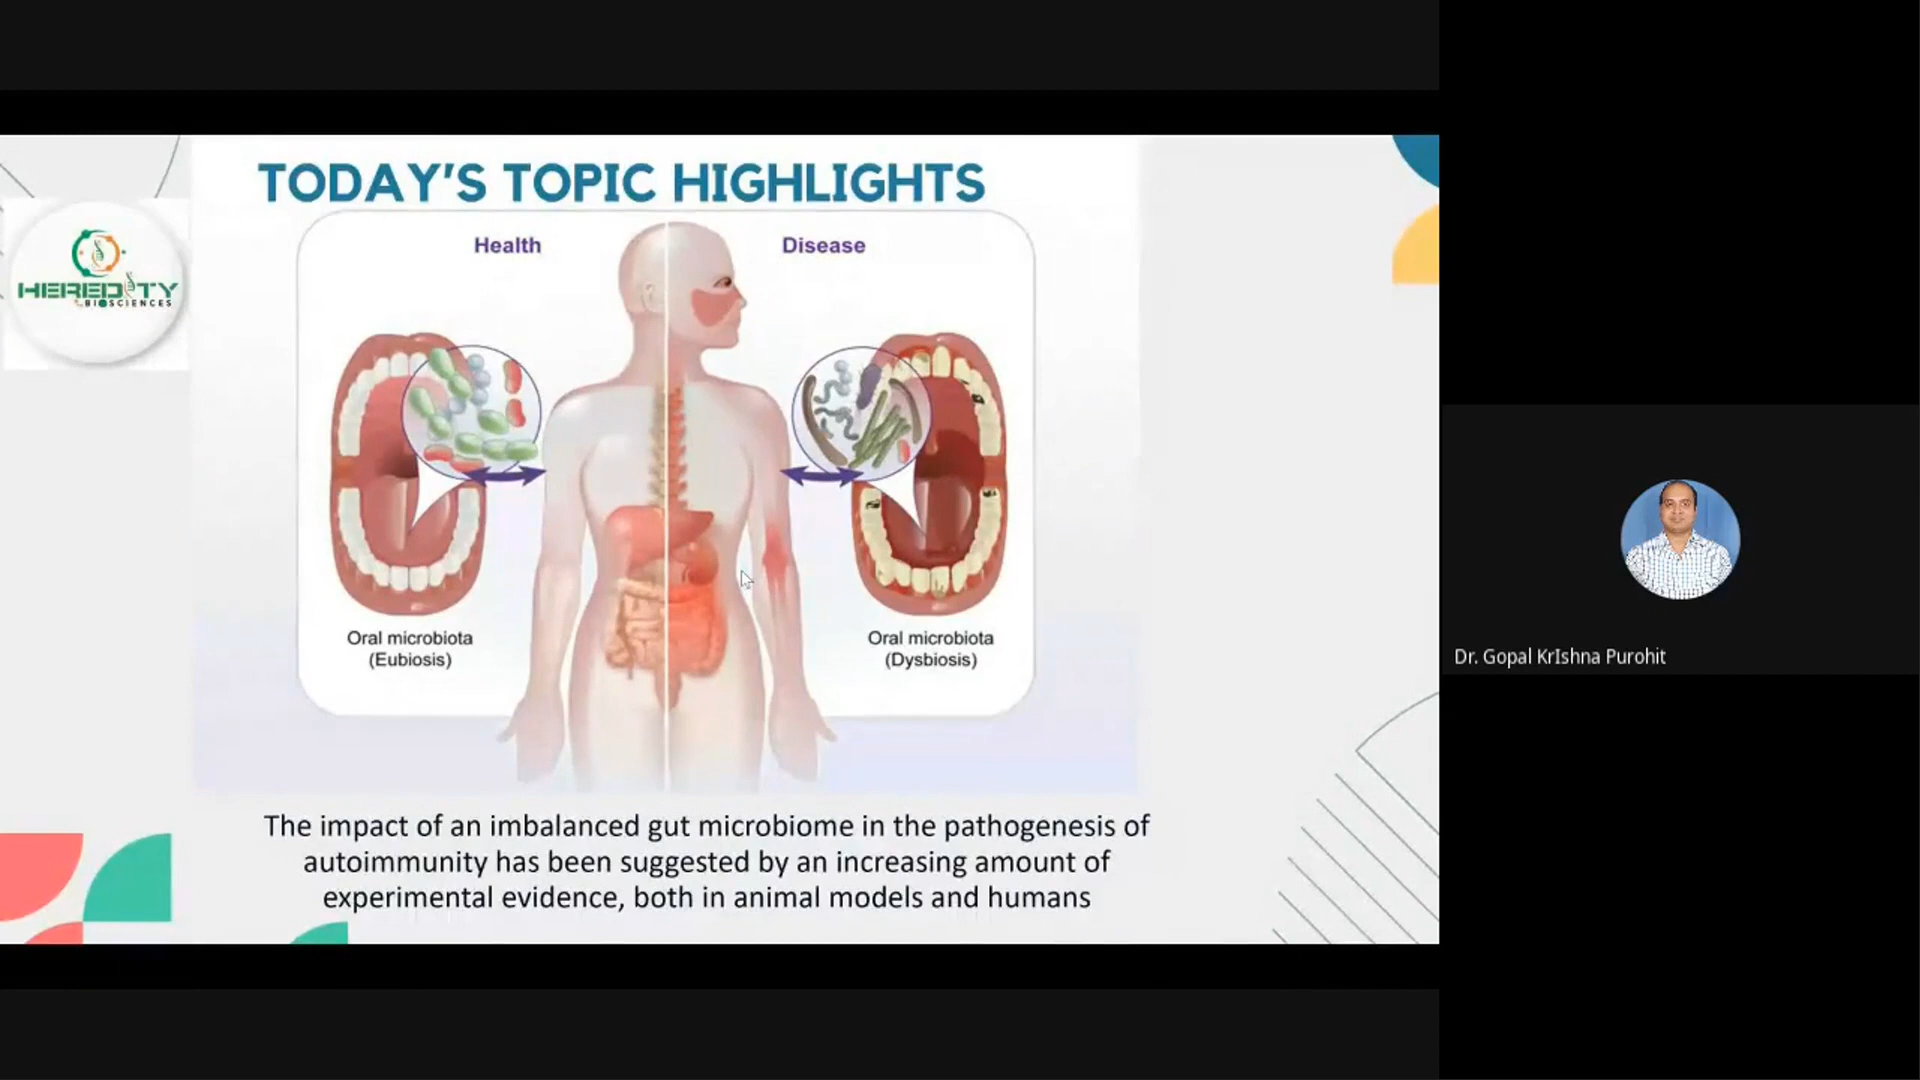 TODAY'S TOPIC HIGHLIGHTS
HEREDITY
BIOSCIENCES
Health
Disease
Oral microbiota
(Eubiosis)
Oral microbiota
(Dysbiosis)
The impact of an imbalanced gut microbiome in the pathogenesis of
autoimmunity has been suggested by an increasing amount of
experimental evidence, both in animal models and humans
Dr. Gopal KrIshna Purohit